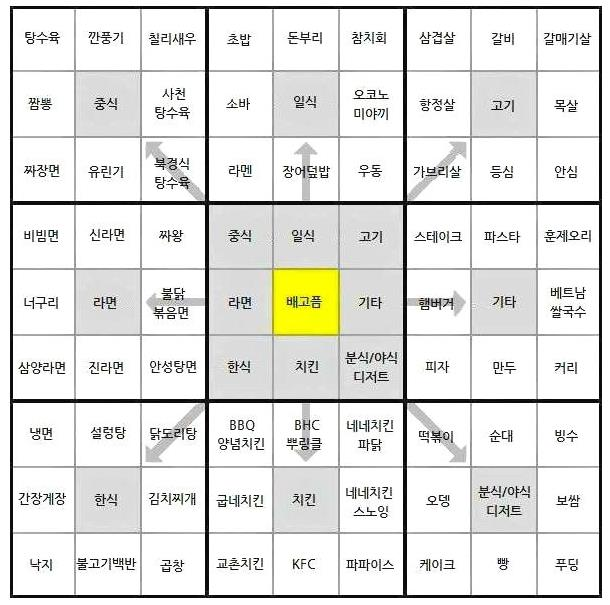 탕수육 깐풍기 칠리새우 초밥 돈부리 참치회 삼겹살 갈비 갈매기살
짬뽕 중식 사천 탕수육 소바 일식 오코노 미야끼 항정살 고기 목살
짜장면 유린기 북경식 탕수육 라멘 장어덮밥 우동 가브리살 등심 안심
비빔면 신라면 짜왕 중식 일식 고기 스테이크 파스타 훈제오리
너구리 라면 불닭 볶음면 라면 배고픔 기타 햄버거 기타 베트남 쌀국수
삼양라면 진라면 안성탕면 한식 치킨 분식/야식 디저트 피자 만두 커리
냉면 설렁탕 닭도리탕 BBQ 양념치킨 BHC 뿌링클 네네치킨 파닭 떡볶이 순대 빙수
간장게장 한식 김치찌개 굽네치킨 치킨 네네치킨 스노잉 오뎅 분식/야식 디저트 보쌈
낙지 불고기백반 곱창 교촌치킨 KFC 파파이스 케이크 빵 푸딩